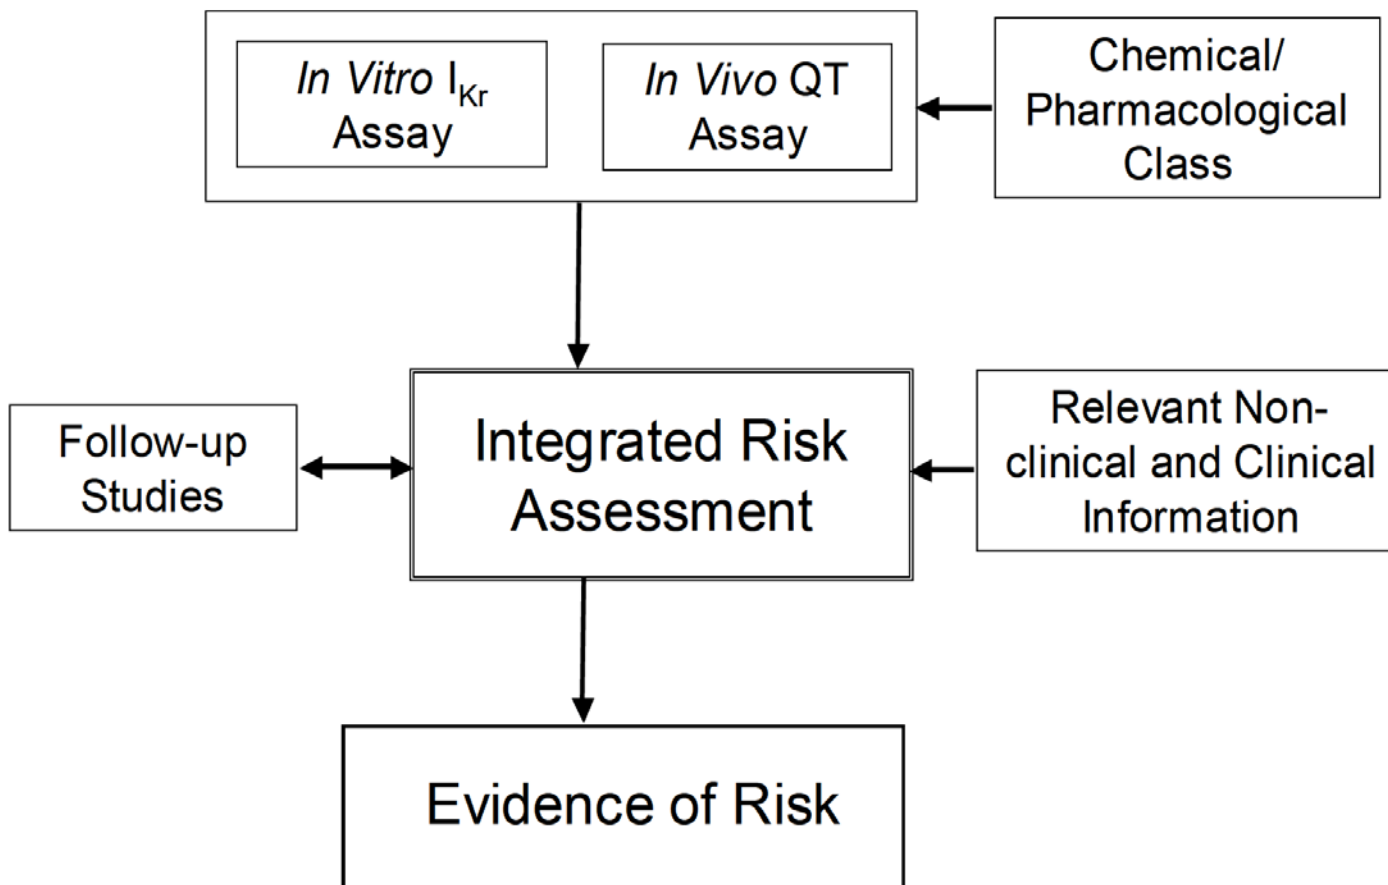 In Vitro IKr
Assay
In Vivo QT
Assay
Chemical/
Pharmacological
Class
Follow-up
Studies
Integrated Risk
Assessment
Relevant Non-
clinical and Clinical
Information
Evidence of Risk